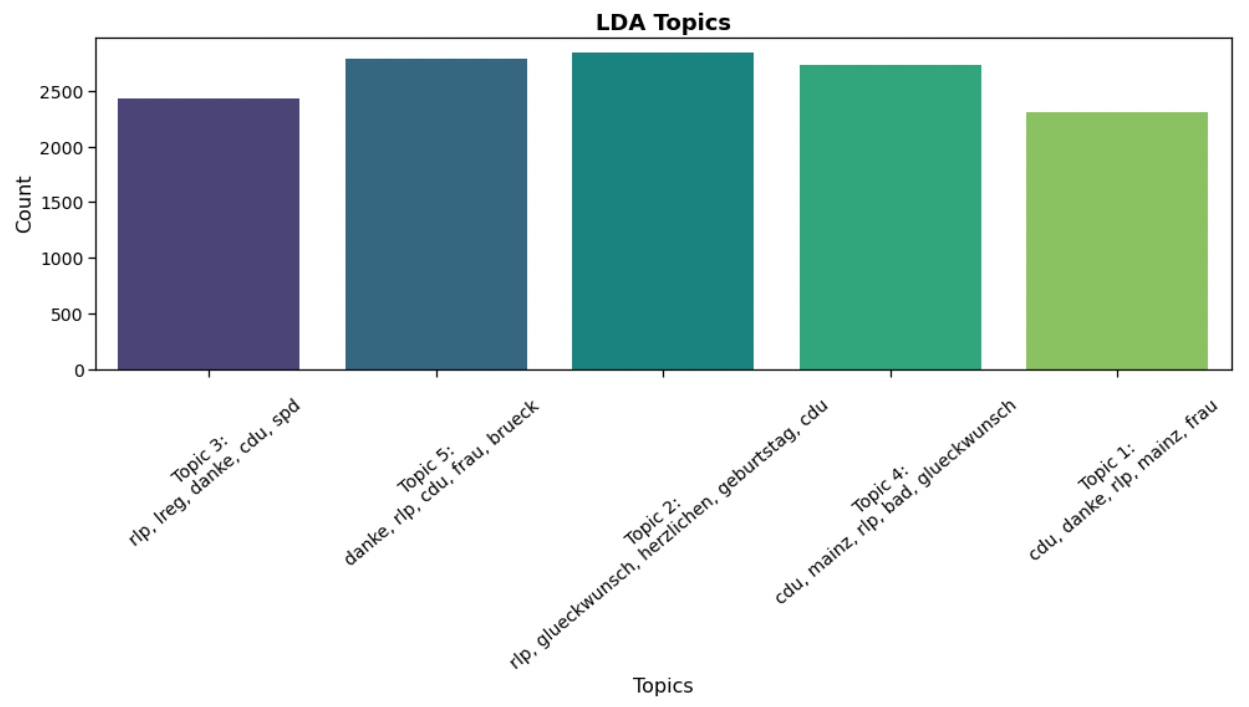 LDA Topics
Count
2500
2000
1500
1000
500
0
Topic 3:
rlp, lreg, danke, cdu, spd
Topic 5:
danke, rlp, cdu, frau, brueck
Topic 2:
rlp, glueckwunsch, herzlichen, geburtstag, cdu
Topic 4:
cdu, mainz, rlp, bad, glueckwunsch
Topic 1:
cdu, danke, rlp, mainz, frau
Topics